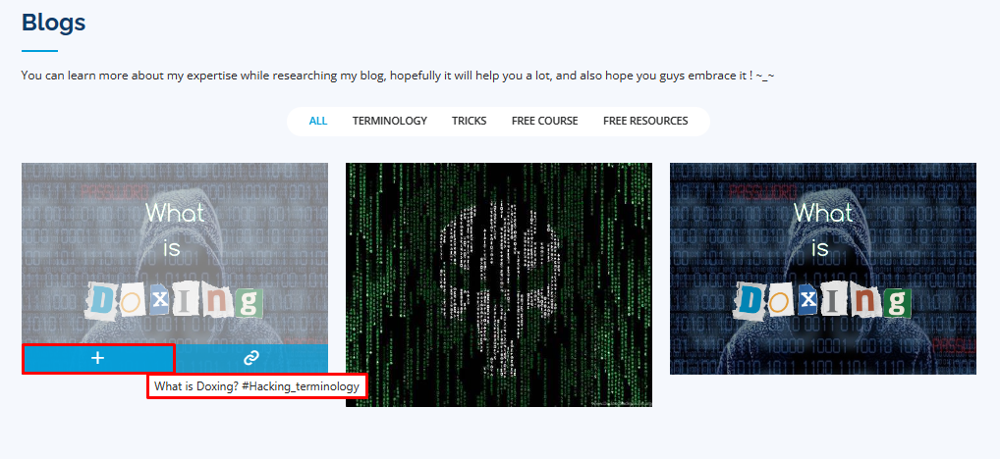 Blogs
You can learn more about my expertise while researching my blog, hopefully it will help you a lot, and also hope you guys embrace it ! ~_~
ALL TERMINOLOGY TRICKS FREE COURSE FREE RESOURCES
PASSWORD
What
is
DoxIng
What is Doxing? #Hacking_terminology
PASSWORD
What
is
DoxIng